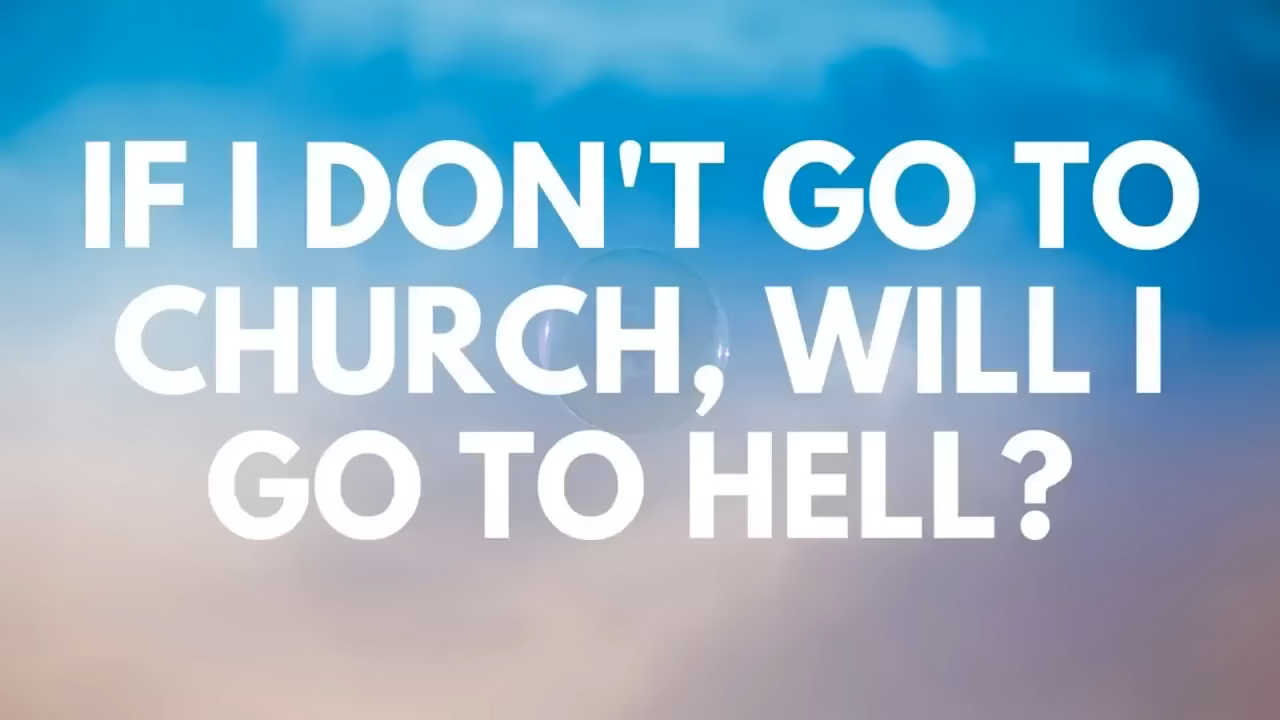 IF I DON'T GO TO
CHURCH, WILL I
GO TO HELL?